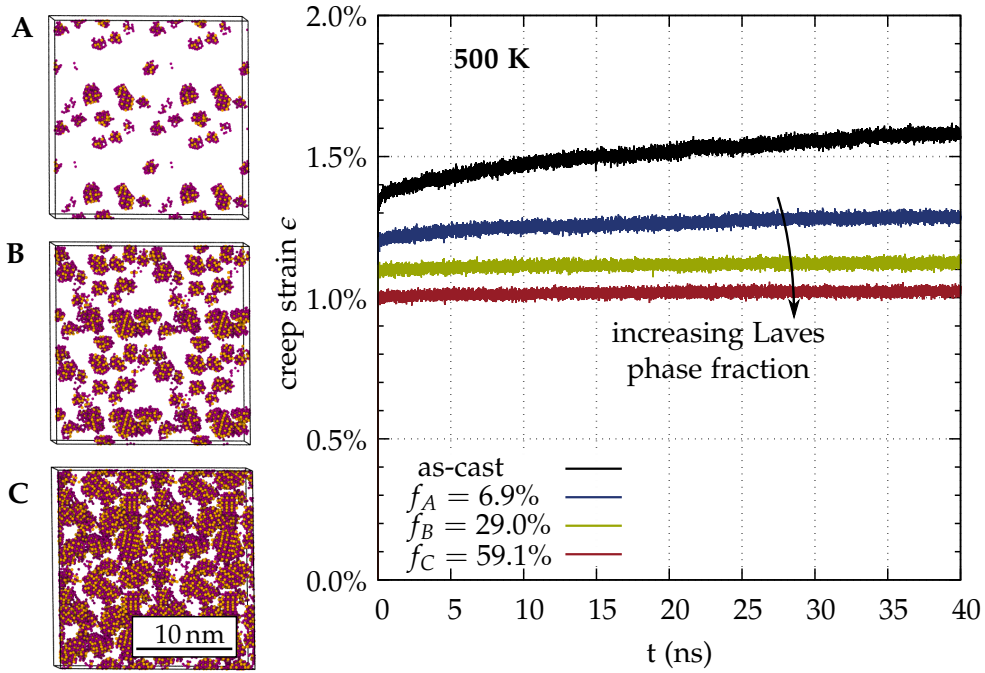 A
B
C
10 nm
500 K
2.0%
1.5%
1.0%
0.5%
0.0%
creep strain ϵ
increasing Laves
phase fraction
as-cast
f_A = 6.9%
f_B = 29.0%
f_C = 59.1%
0 5 10 15 20 25 30 35 40
t (ns)